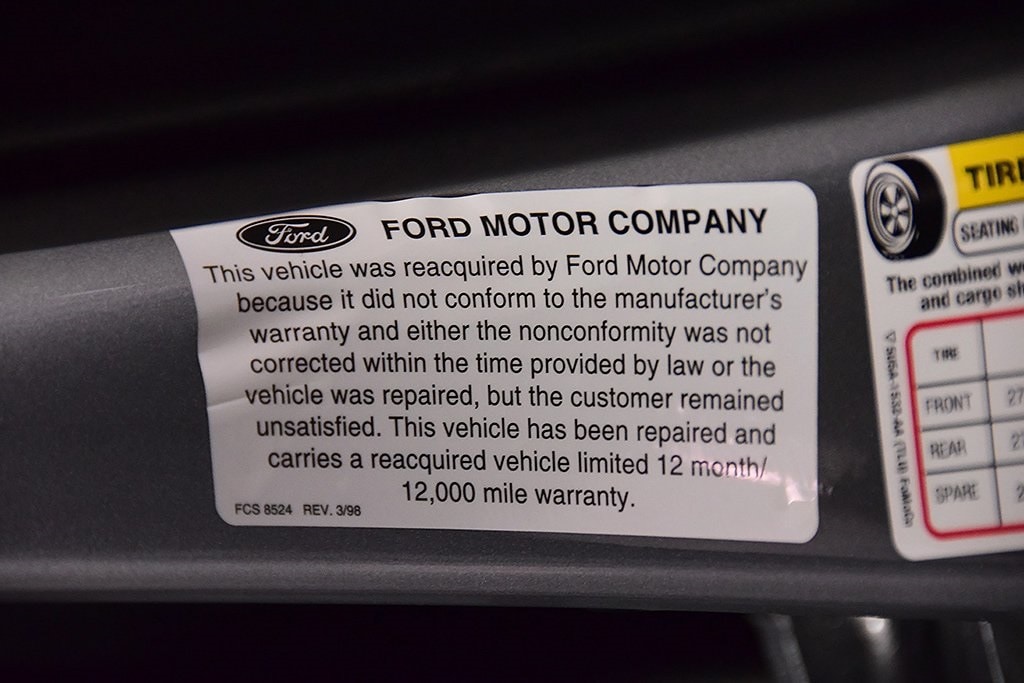 Ford FORD MOTOR COMPANY
This vehicle was reacquired by Ford Motor Company
because it did not conform to the manufacturer's
warranty and either the nonconformity was not
corrected within the time provided by law or the
vehicle was repaired, but the customer remained
unsatisfied. This vehicle has been repaired and
carries a reacquired vehicle limited 12 month/
12,000 mile warranty.
FCS 8524 REV. 3/98
SEATING
The combined
and cargo
TIRE
FRONT
REAR
SPARE